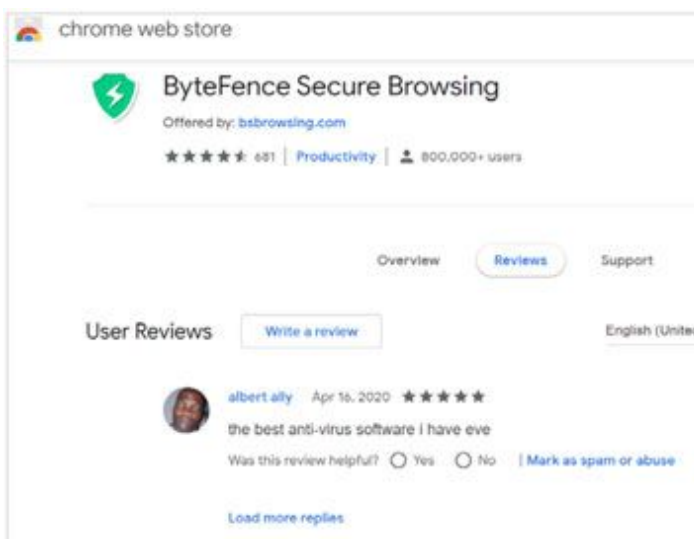 chrome web store
ByteFence Secure Browsing
Offered by: bsbrowsing.com
681 | Productivity | 800,000+ users
Overview Reviews Support
User Reviews Write a review English (Unite
albert ally Apr 16, 2020
the best anti-virus software i have eve
Was this review helpful? Yes No | Mark as spam or abuse
Load more replies